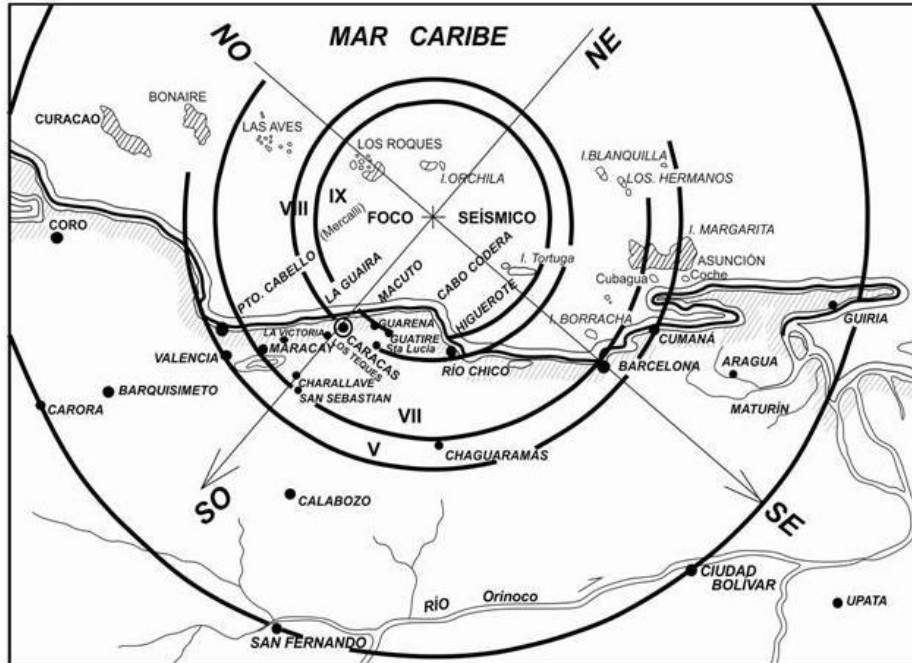 MAR CARIBE
NO
NE
BONAIRE
CURACAO
LAS AVES
LOS ROQUES
I.ORCHILA
I.BLANQUILLA
LOS. HERMANOS
VIII
IX
(Mercalli)
FOCO SEÍSMICO
I. MARGARITA
CORO
ASUNCIÓN
Coche
Cubagua
I. Tortuga
PTO. CABELLO
LA GUAIRA
MACUTO
CABO CODERA
HIGUEROTE
I. BORRACHA
GUIRIA
CUMANÁ
GUARENA
GUATIRE
Sta Lucia
LA VICTORIA
CARACAS
LOS TEQUES
MARACAY
VALENCIA
RÍO CHICO
BARCELONA
ARAGUA
MATURÍN
CHARALLAVE
SAN SEBASTIAN
BARQUISIMETO
CARORA
VII
V
CHAGUARAMAS
SO
SE
CALABOZO
CIUDAD
BOLÍVAR
RÍO Orinoco
UPATA
SAN FERNANDO